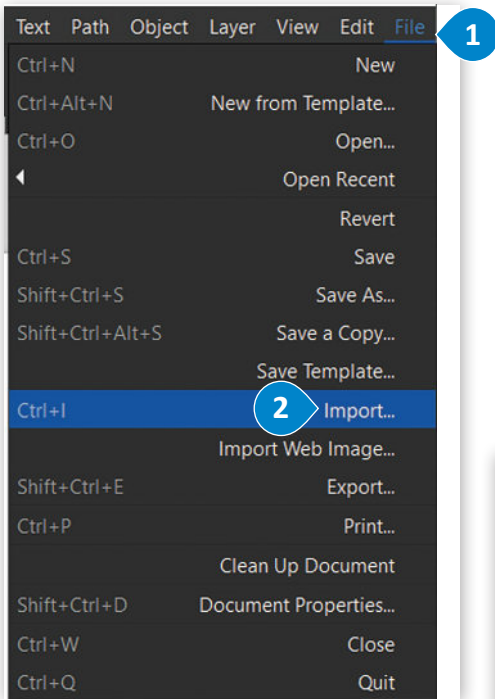 File Edit View Layer Object Path Text
1
New Ctrl+N
New from Template... Ctrl+Alt+N
Open... Ctrl+O
Open Recent
Revert
Save Ctrl+S
Save As... Shift+Ctrl+S
Save a Copy... Shift+Ctrl+Alt+S
Save Template...
2 Import... Ctrl+I
Import Web Image...
Export... Shift+Ctrl+E
Print... Ctrl+P
Clean Up Document
Document Properties... Shift+Ctrl+D
Close Ctrl+W
Quit Ctrl+Q